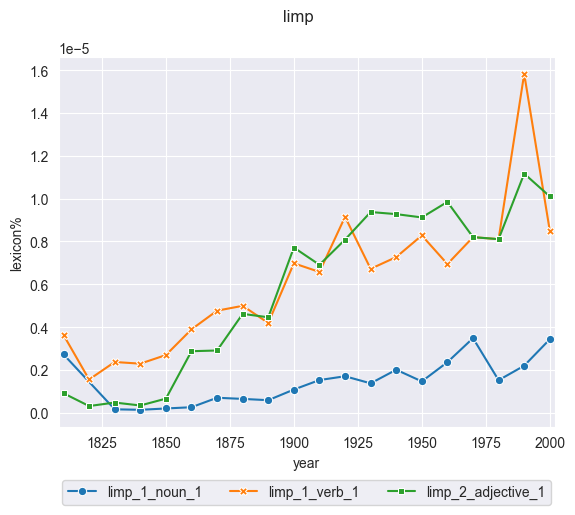 limp
1e−5
1.6
1.4
1.2
1.0
0.8
0.6
0.4
0.2
0.0
lexicon%
1825 1850 1875 1900 1925 1950 1975 2000
year
limp_1_noun_1 limp_1_verb_1 limp_2_adjective_1